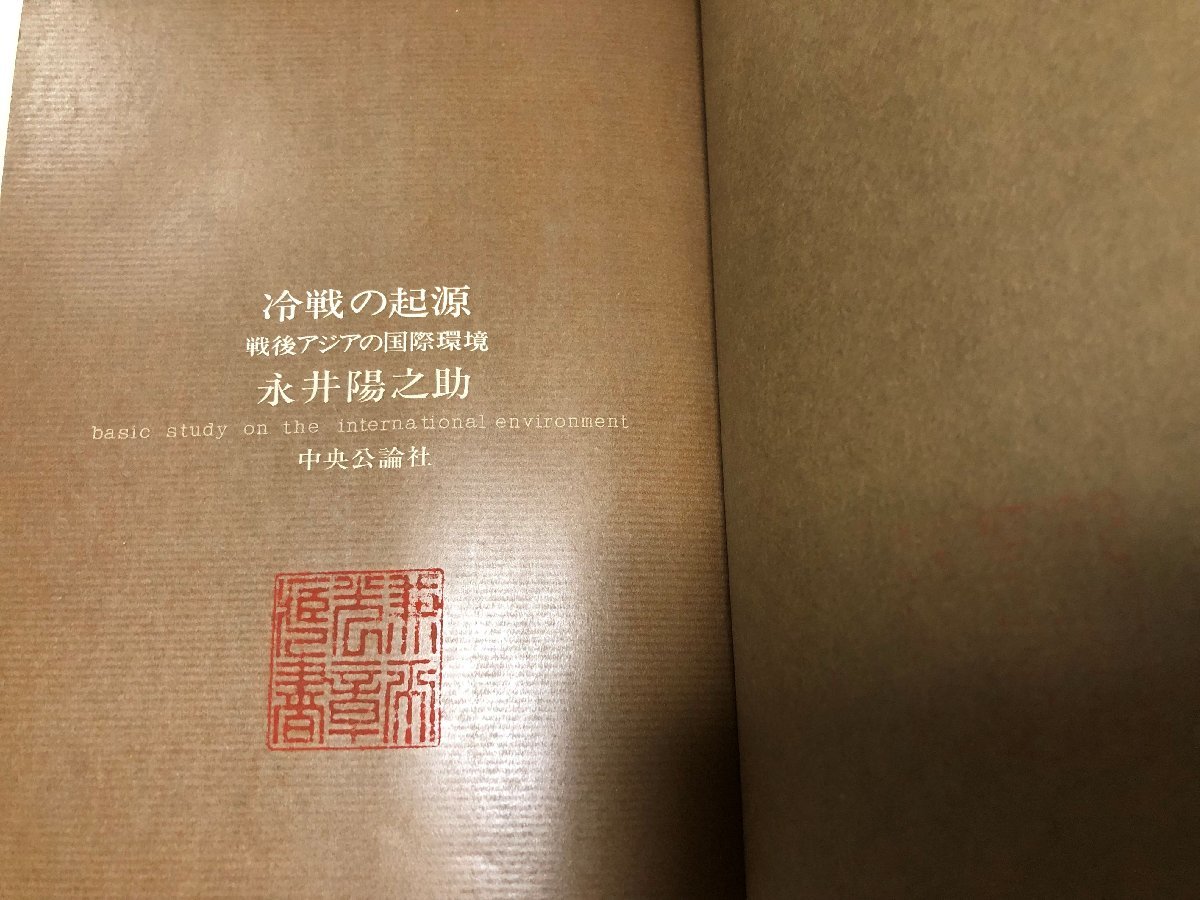 冷戦の起源
戦後アジアの国際環境
永井陽之助
basic study on the international environment
中央公論社